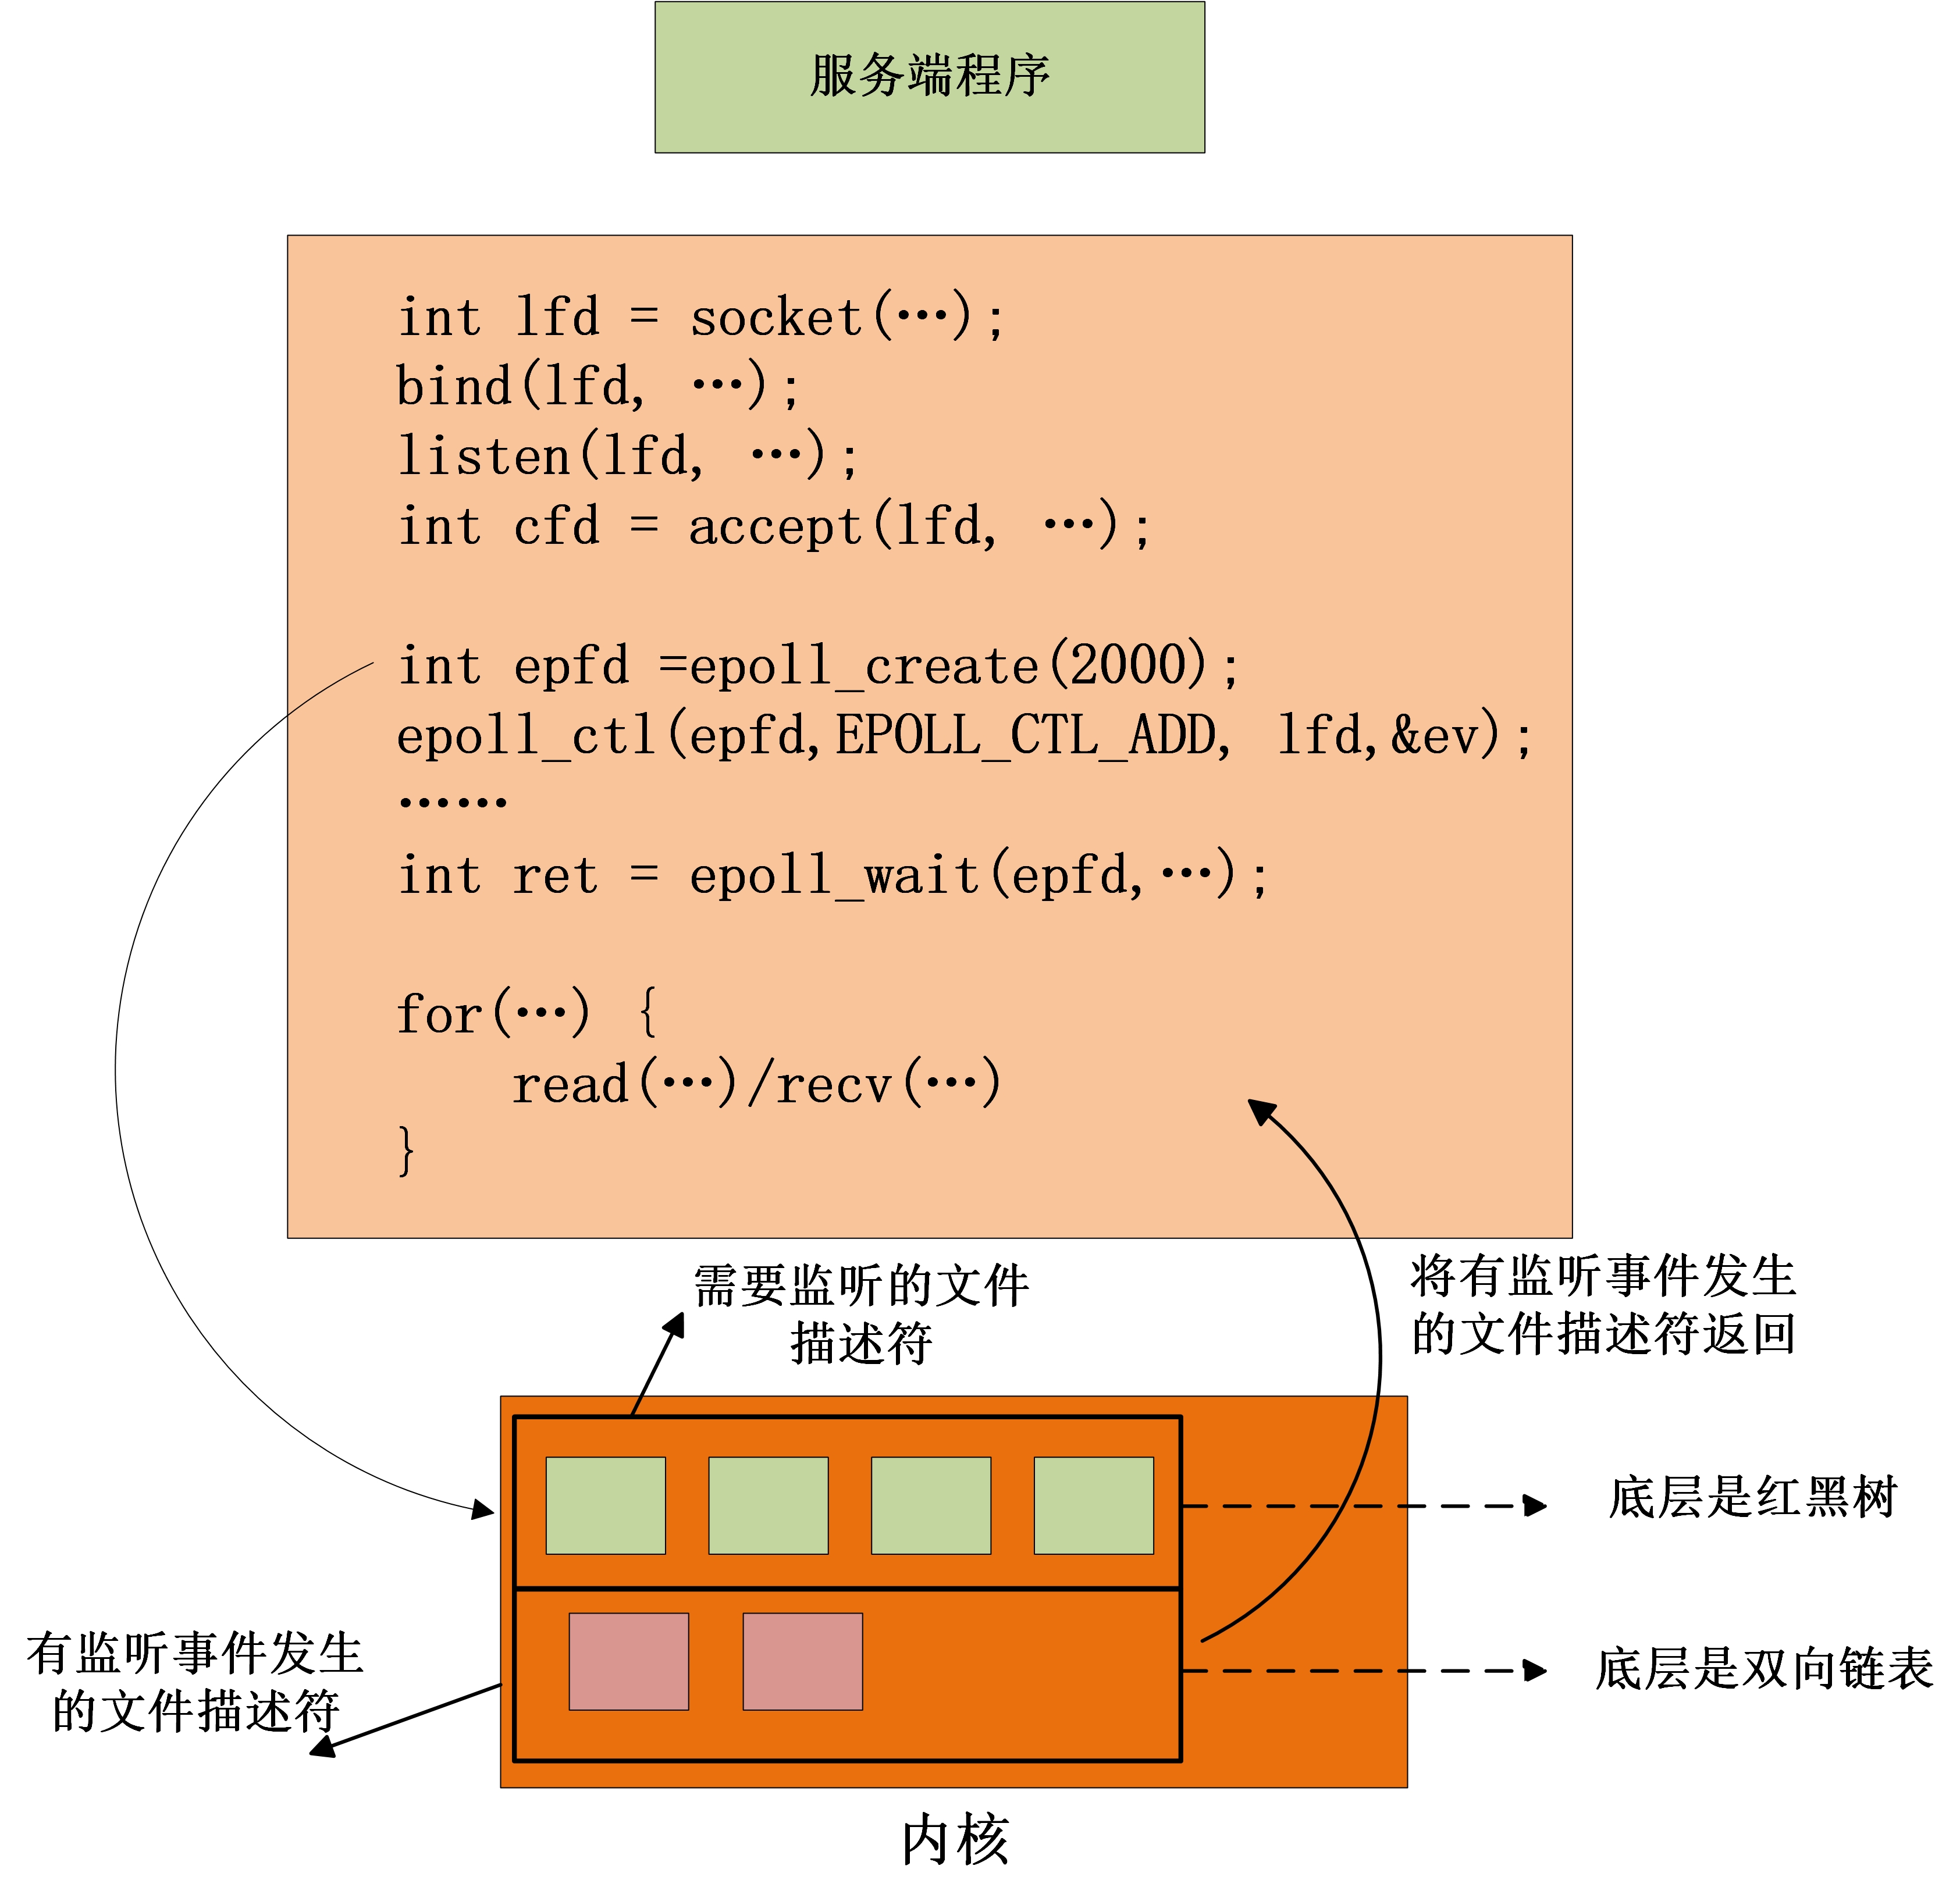 服务端程序
int lfd = socket(…);
bind(lfd, …);
listen(lfd, …);
int cfd = accept(lfd, …);
int epfd =epoll_create(2000);
epoll_ctl(epfd,EPOLL_CTL_ADD, lfd,&ev);
……
int ret = epoll_wait(epfd,…);
for(…) {
read(…)/recv(…)
}
需要监听的文件
描述符
将有监听事件发生
的文件描述符返回
底层是红黑树
有监听事件发生
的文件描述符
底层是双向链表
内核